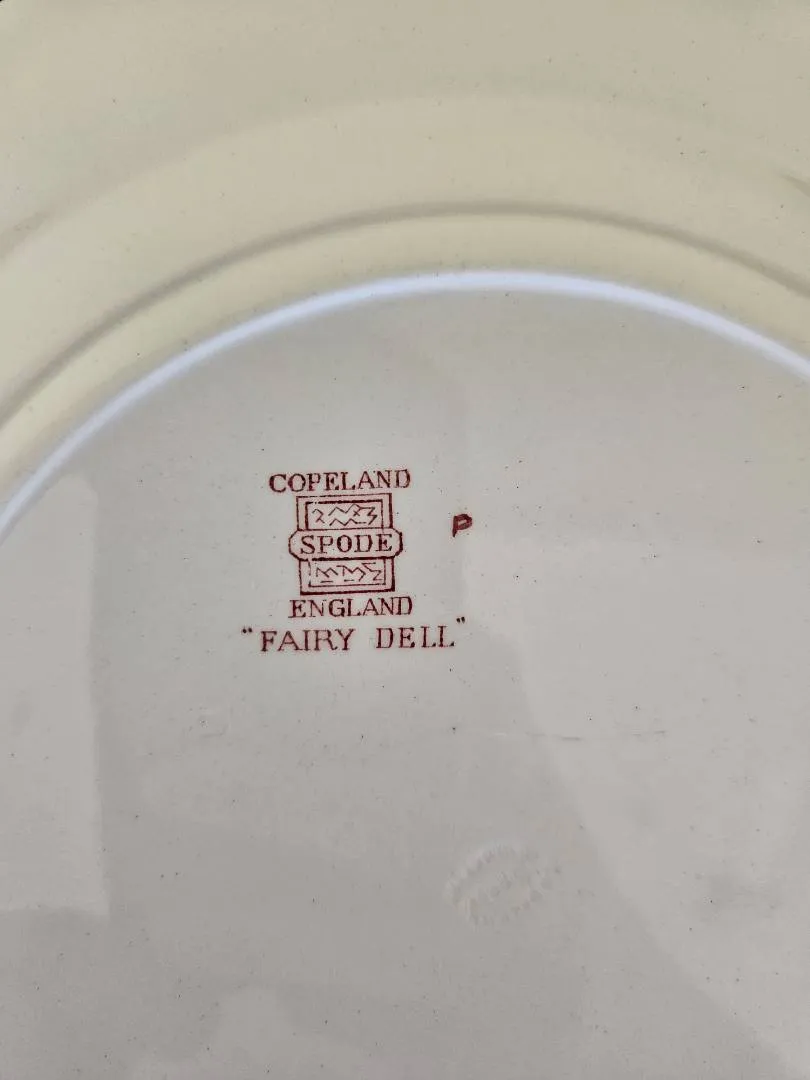 COPELAND
SPODE
P
ENGLAND
"FAIRY DELL"